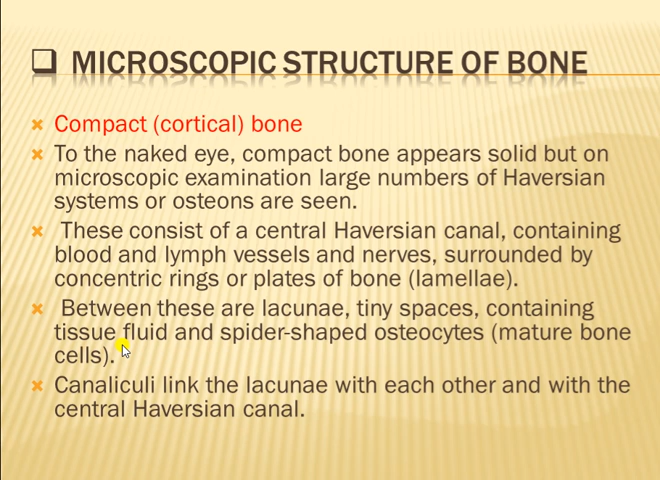 MICROSCOPIC STRUCTURE OF BONE
Compact (cortical) bone
To the naked eye, compact bone appears solid but on
microscopic examination large numbers of Haversian
systems or osteons are seen.
These consist of a central Haversian canal, containing
blood and lymph vessels and nerves, surrounded by
concentric rings or plates of bone (lamellae).
Between these are lacunae, tiny spaces, containing
tissue fluid and spider-shaped osteocytes (mature bone
cells).
Canaliculi link the lacunae with each other and with the
central Haversian canal.